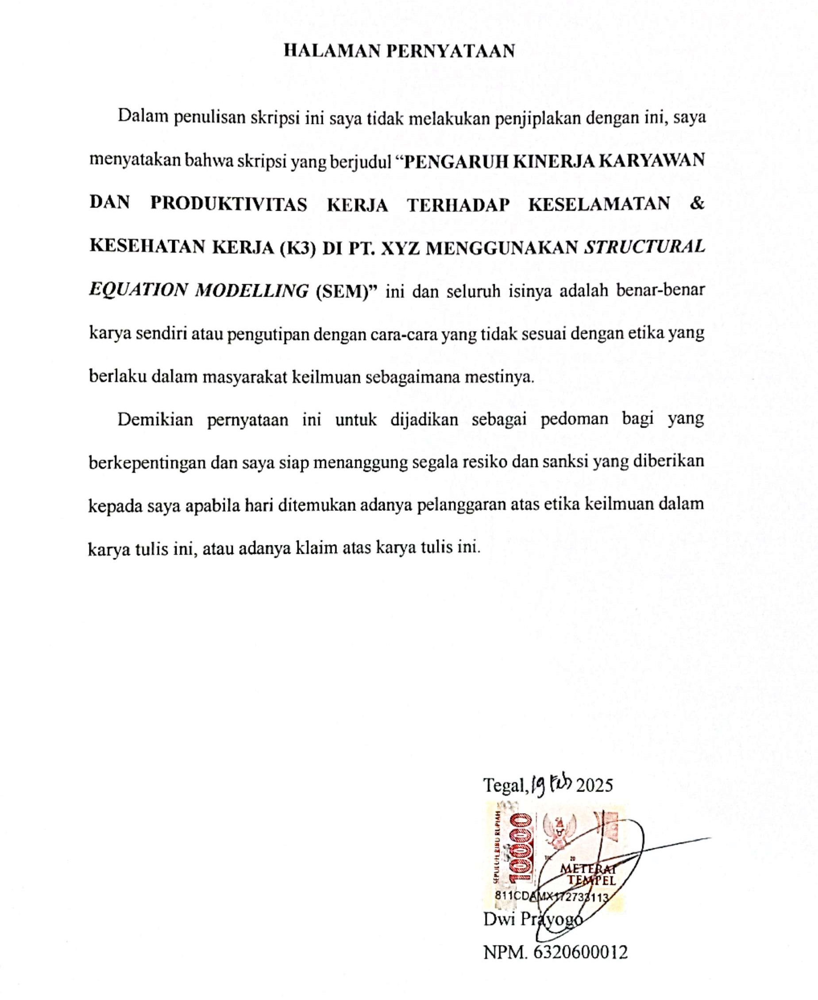 HALAMAN PERNYATAAN
Dalam penulisan skripsi ini saya tidak melakukan penjiplakan dengan ini, saya
menyatakan bahwa skripsi yang berjudul “PENGARUH KINERJA KARYAWAN
DAN PRODUKTIVITAS KERJA TERHADAP KESELAMATAN &
KESEHATAN KERJA (K3) DI PT. XYZ MENGGUNAKAN STRUCTURAL
EQUATION MODELLING (SEM)” ini dan seluruh isinya adalah benar-benar
karya sendiri atau pengutipan dengan cara-cara yang tidak sesuai dengan etika yang
berlaku dalam masyarakat keilmuan sebagaimana mestinya.
Demikian pernyataan ini untuk dijadikan sebagai pedoman bagi yang
berkepentingan dan saya siap menanggung segala resiko dan sanksi yang diberikan
kepada saya apabila hari ditemukan adanya pelanggaran atas etika keilmuan dalam
karya tulis ini, atau adanya klaim atas karya tulis ini.
Tegal, 19 Feb 2025
SEPULUH RIBU RUPIAH
10000
20
METERAI
TEMPEL
811CDAMX172733113
Dwi Prayogo
NPM. 6320600012